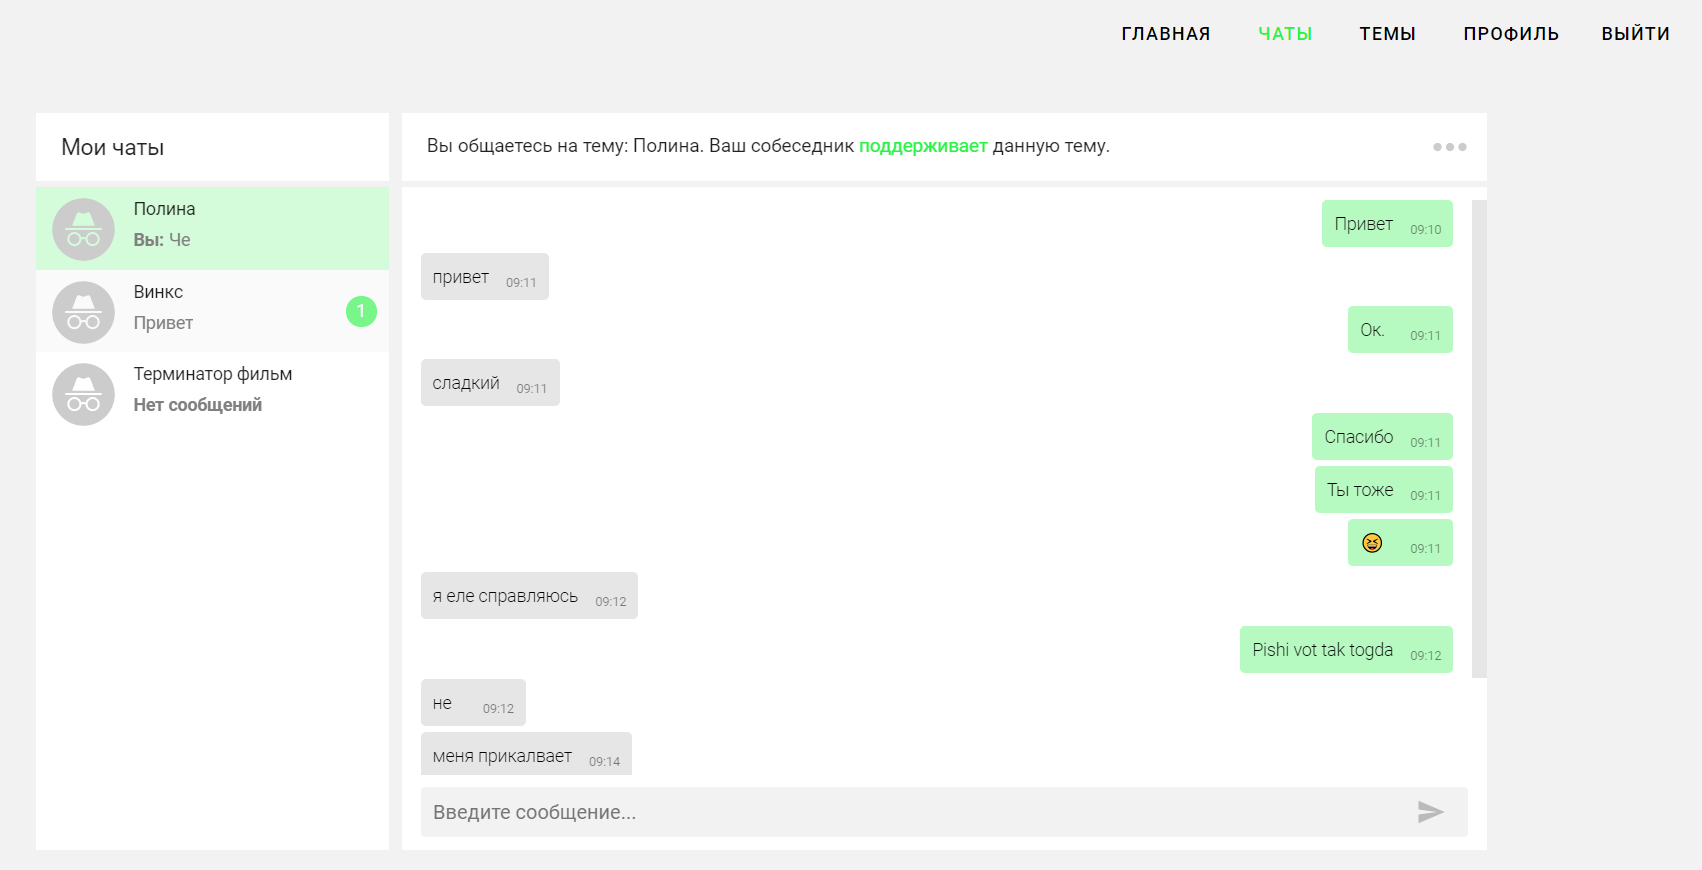 ГЛАВНАЯ ЧАТЫ ТЕМЫ ПРОФИЛЬ ВЫЙТИ
Мои чаты
Полина
Вы: Че
Винкс
Привет
1
Терминатор фильм
Нет сообщений
Вы общаетесь на тему: Полина. Ваш собеседник поддерживает данную тему.
Привет 09:10
привет 09:11
Ок. 09:11
сладкий 09:11
Спасибо 09:11
Ты тоже 09:11
😆 09:11
я еле справляюсь 09:12
Pishi vot tak togda 09:12
не 09:12
меня прикалвает 09:14
Введите сообщение...